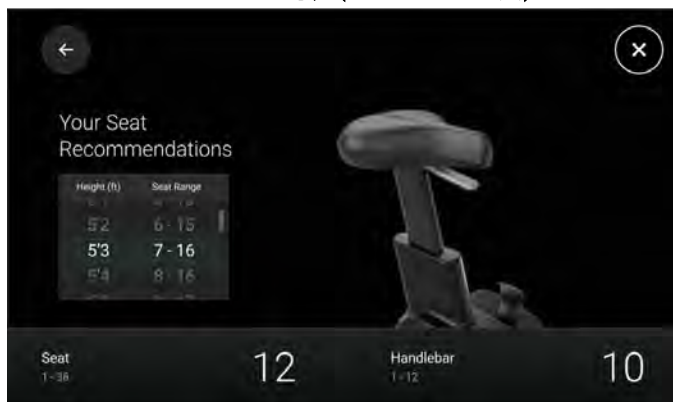 Your Seat
Recommendations
Height (ft) Seat Range
5'2 6 - 15
5'3 7 - 16
5'4 8 - 16
Seat
1 - 38
12
Handlebar
1 - 12
10